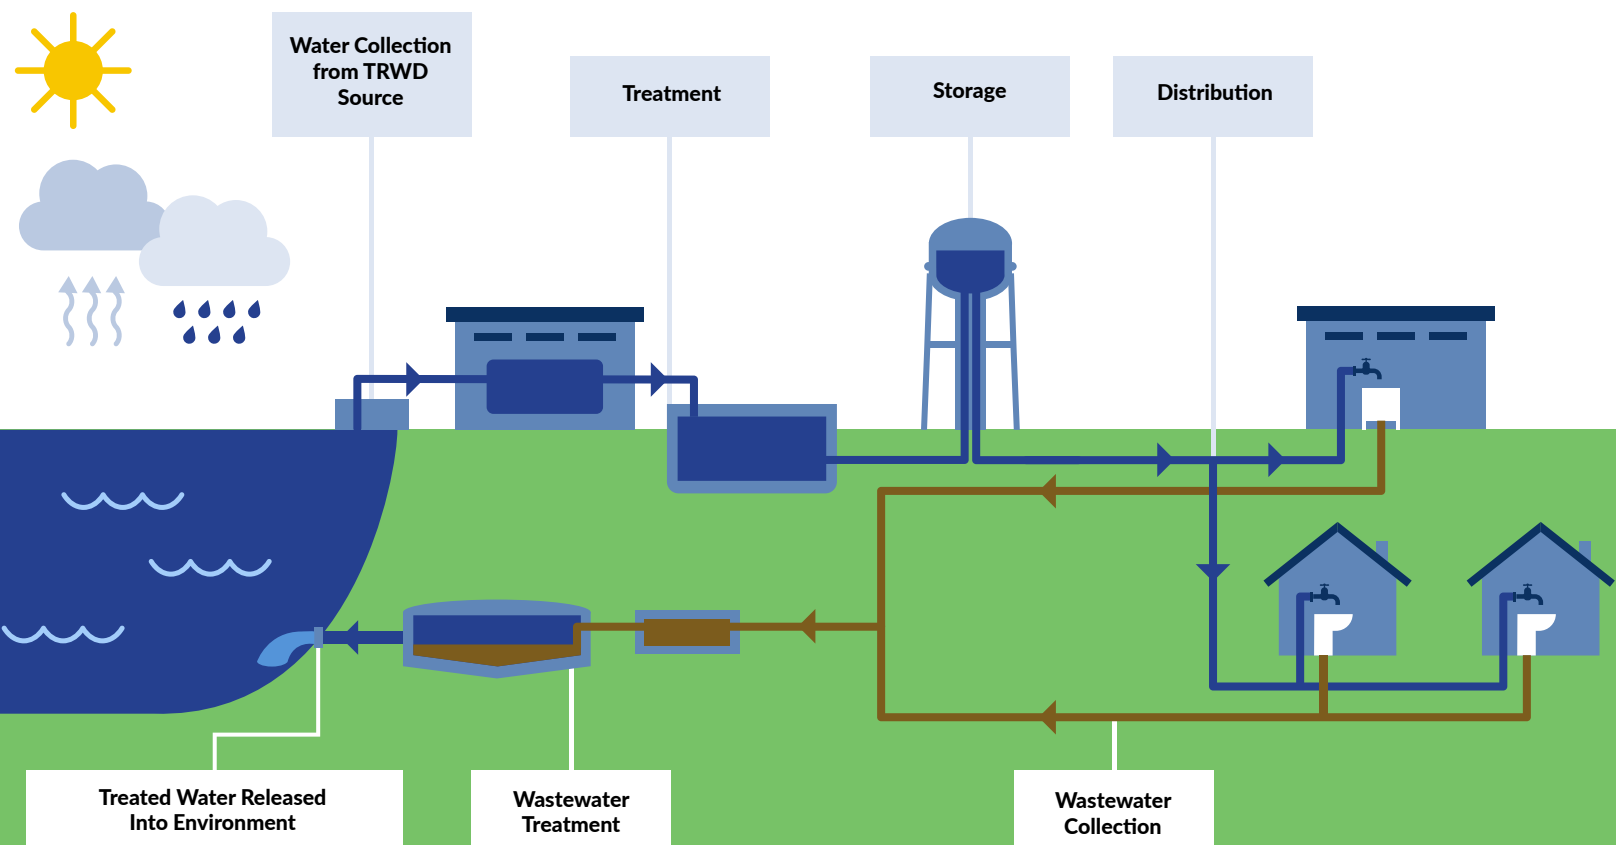 Water Collection
from TRWD
Source
Treatment
Storage
Distribution
Treated Water Released
Into Environment
Wastewater
Treatment
Wastewater
Collection